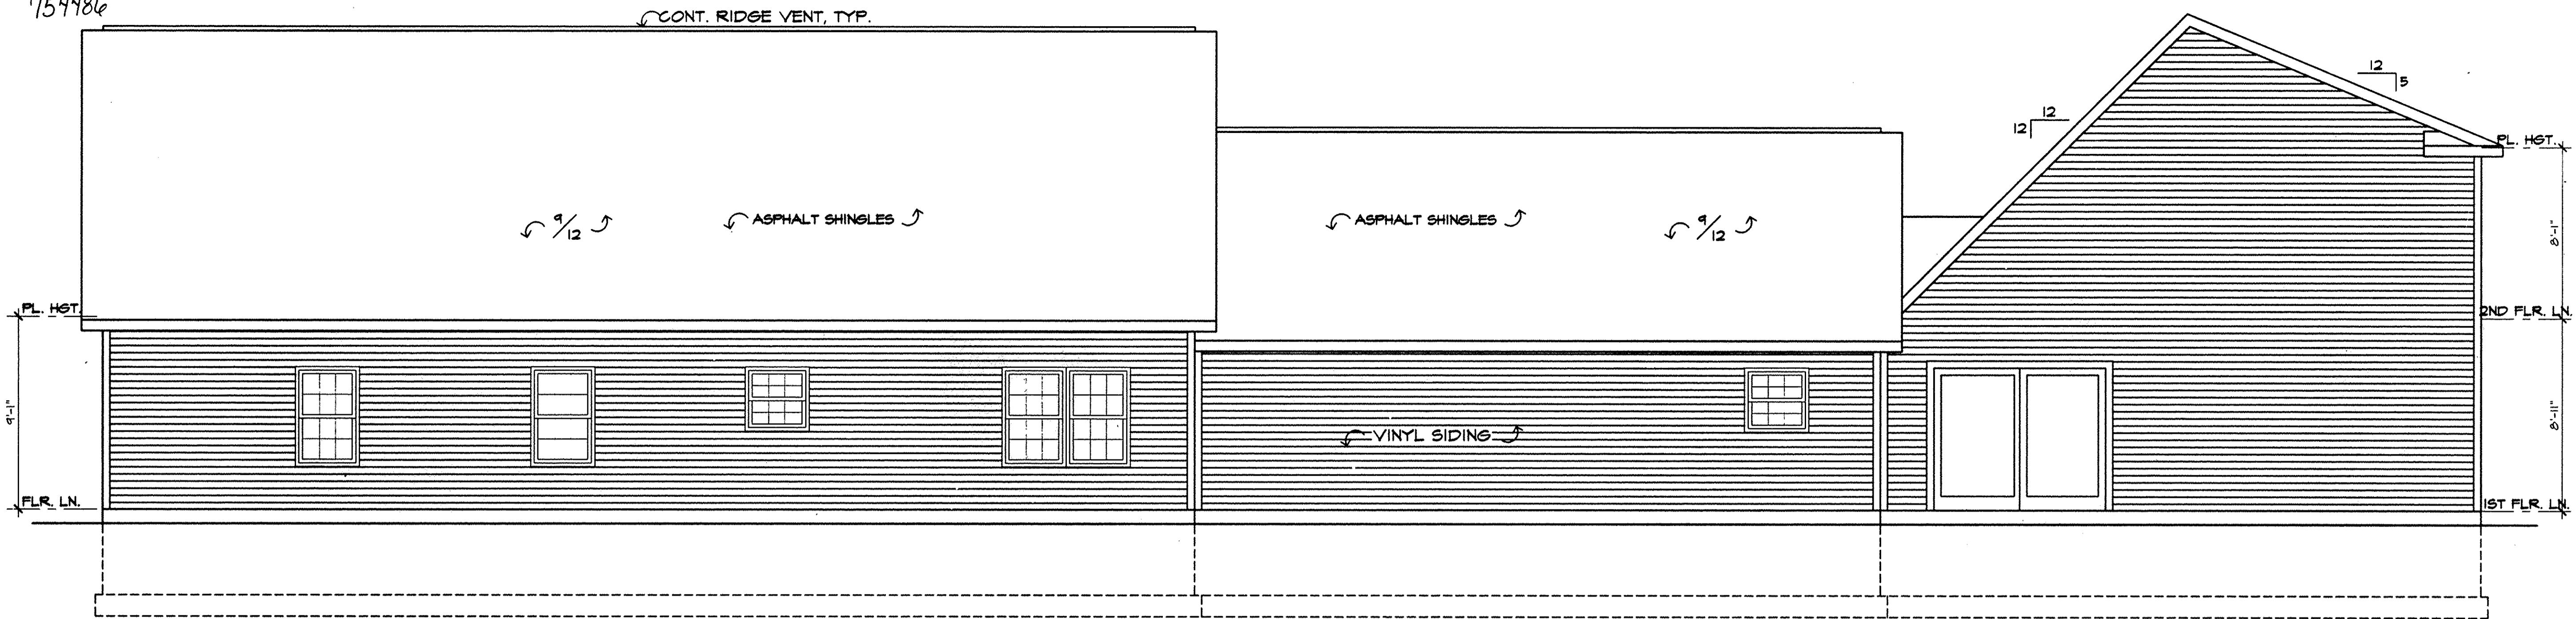 754486
CONT. RIDGE VENT, TYP.
12
5
12
12
PL. HGT.
9/12
ASPHALT SHINGLES
ASPHALT SHINGLES
9/12
8'-1"
PL. HGT.
2ND FLR. LN.
9'-1"
8'-11"
VINYL SIDING
FLR. LN.
1ST FLR. LN.